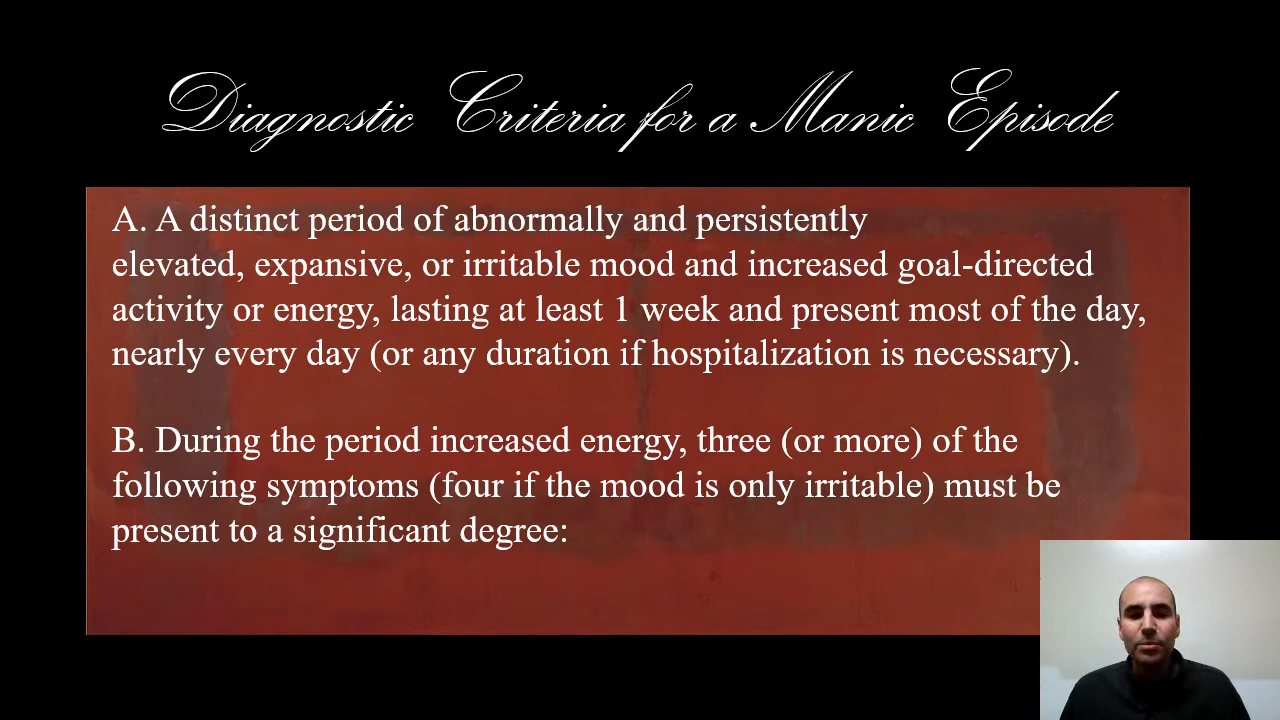 Diagnostic Criteria for a Manic Episode
A. A distinct period of abnormally and persistently
elevated, expansive, or irritable mood and increased goal-directed
activity or energy, lasting at least 1 week and present most of the day,
nearly every day (or any duration if hospitalization is necessary).
B. During the period increased energy, three (or more) of the
following symptoms (four if the mood is only irritable) must be
present to a significant degree: